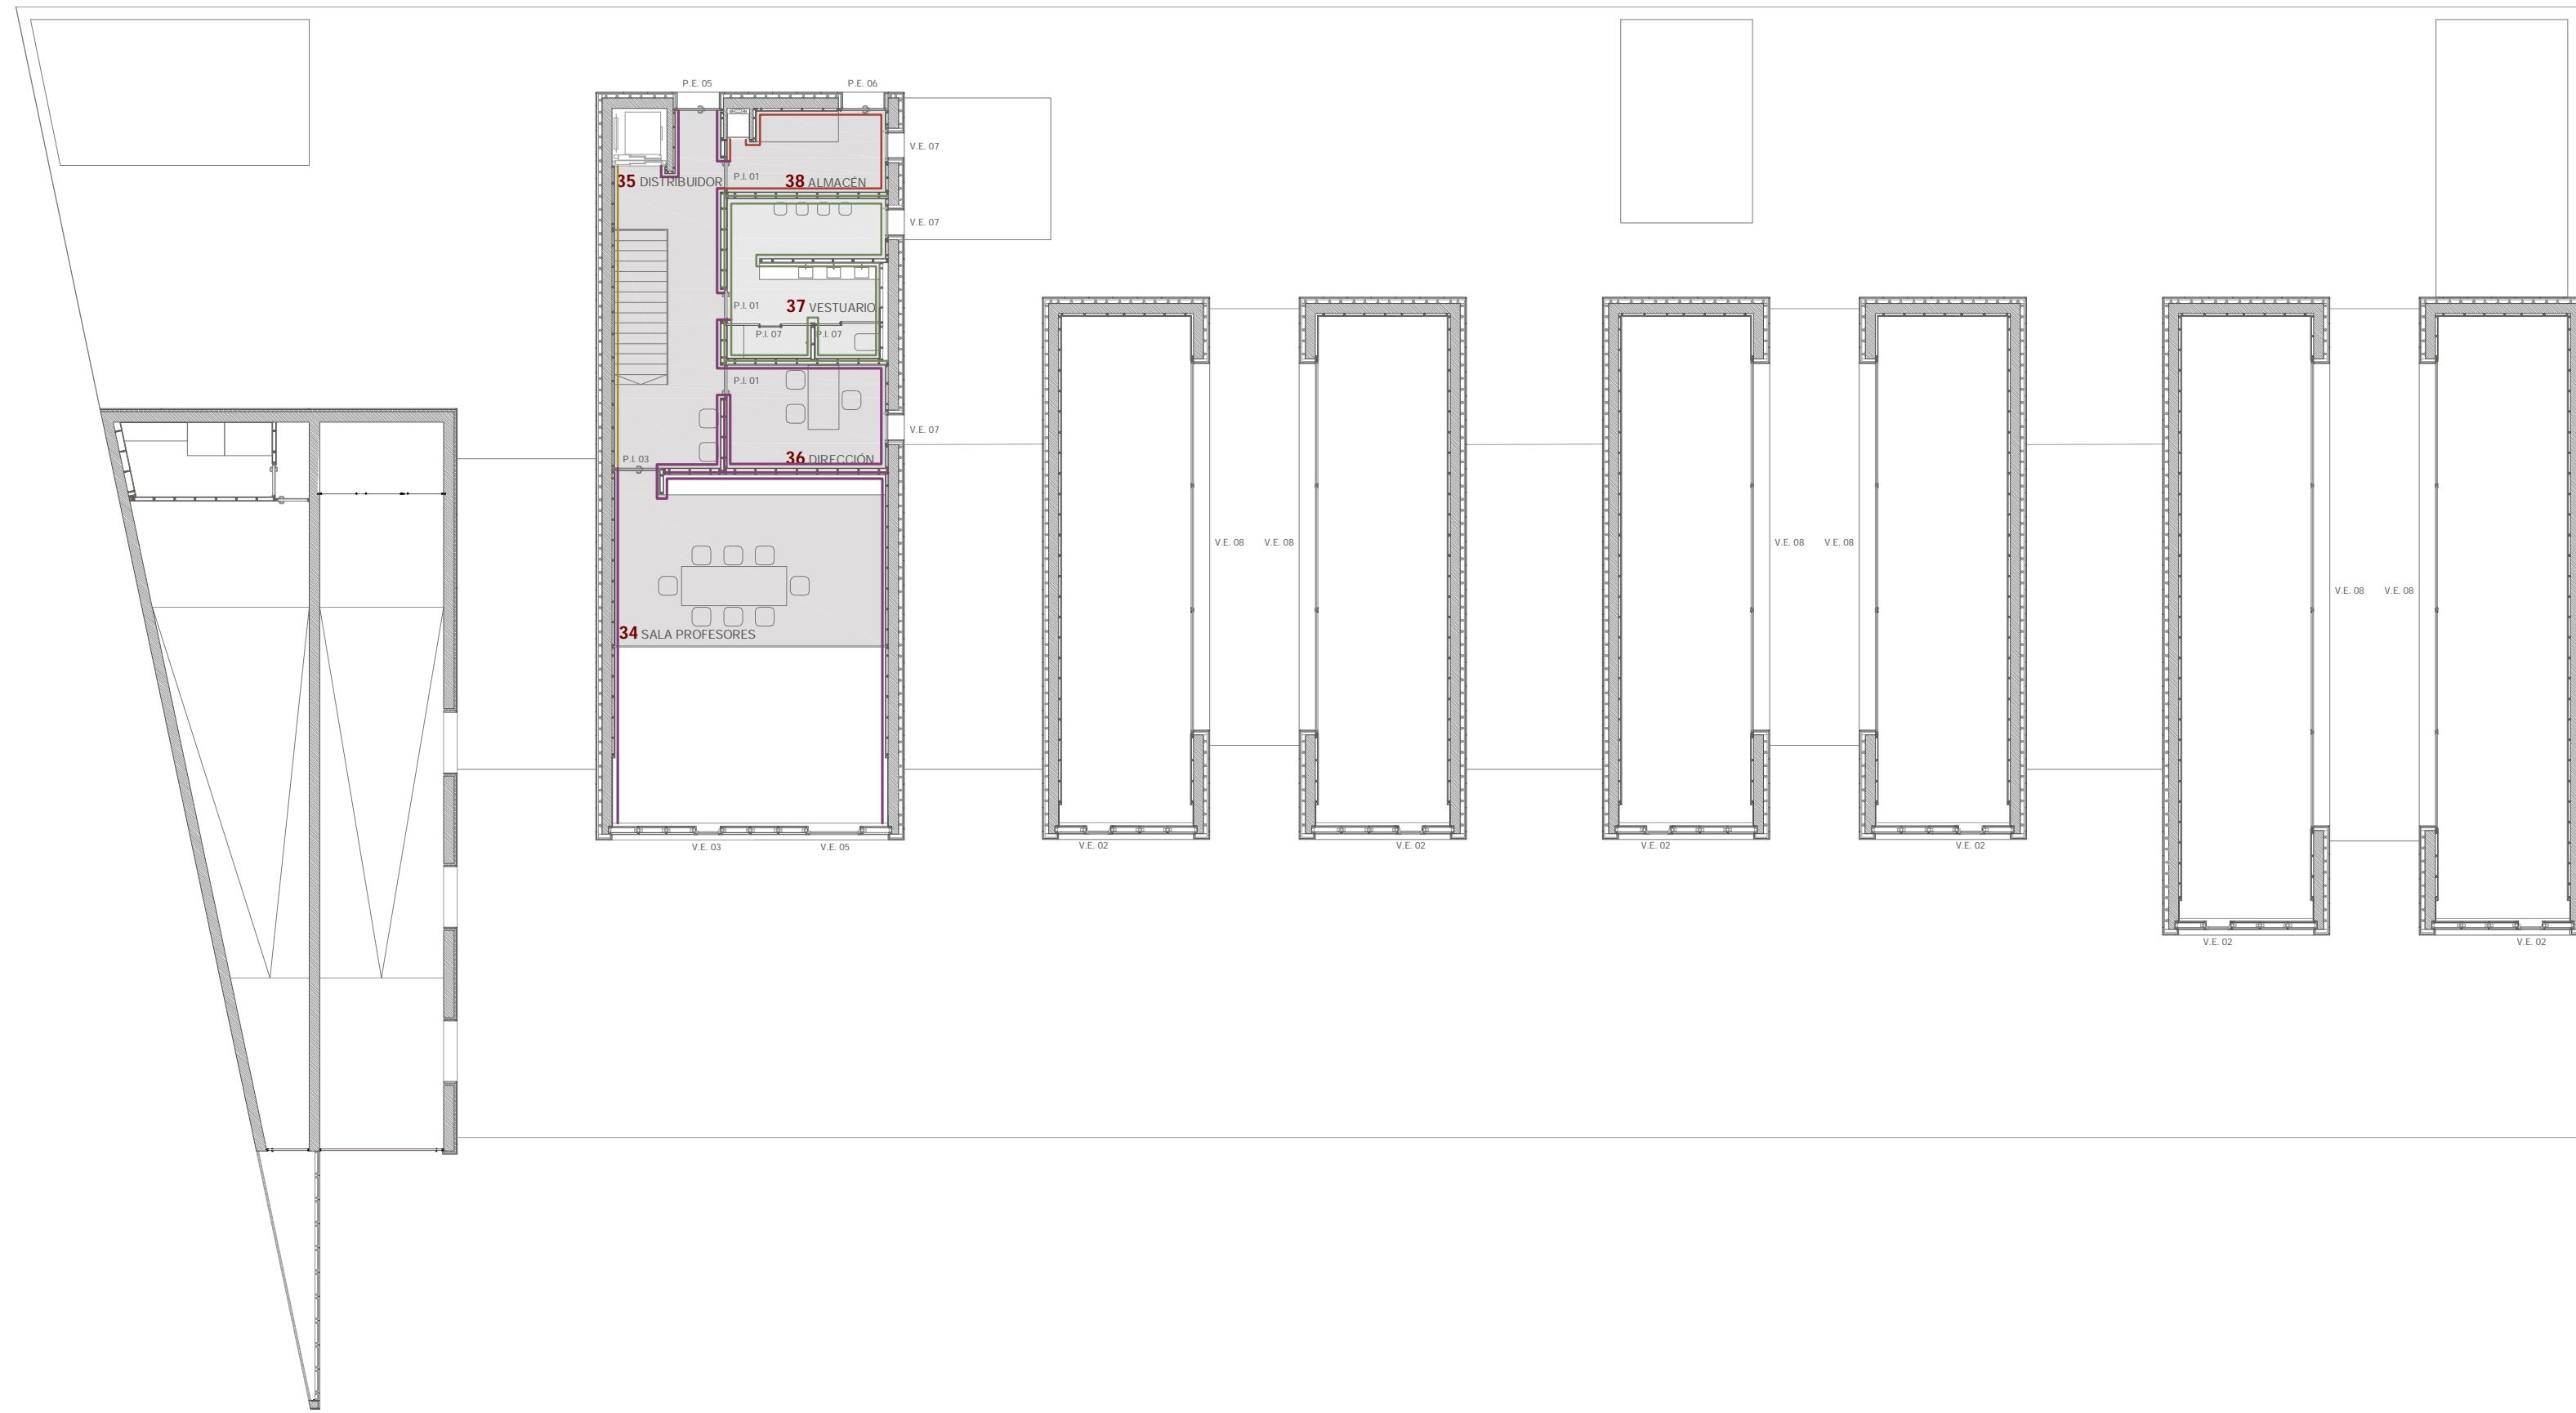 P.E. 05
P.E. 06
V.E. 07
P.I. 01
35 DISTRIBUIDOR
38 ALMACÉN
V.E. 07
P.I. 01
37 VESTUARIO
P.I. 07
P.I. 07
P.I. 01
V.E. 07
P.I. 03
36 DIRECCIÓN
V.E. 08
V.E. 08
V.E. 08
V.E. 08
V.E. 08
V.E. 08
34 SALA PROFESORES
V.E. 03
V.E. 05
V.E. 02
V.E. 02
V.E. 02
V.E. 02
V.E. 02
V.E. 02